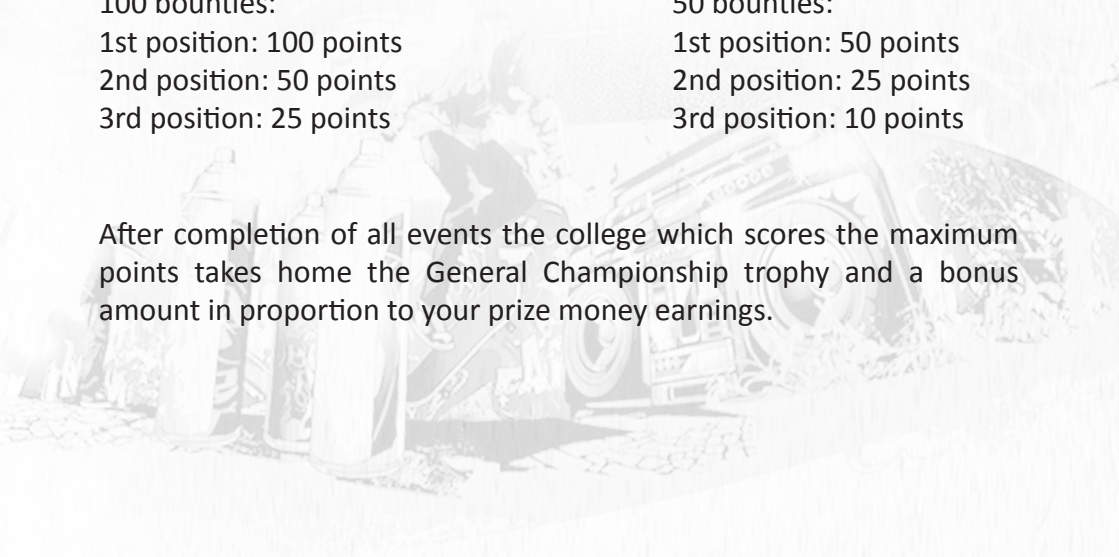 100 bounties:
1st position: 100 points
2nd position: 50 points
3rd position: 25 points
50 bounties:
1st position: 50 points
2nd position: 25 points
3rd position: 10 points
After completion of all events the college which scores the maximum
points takes home the General Championship trophy and a bonus
amount in proportion to your prize money earnings.